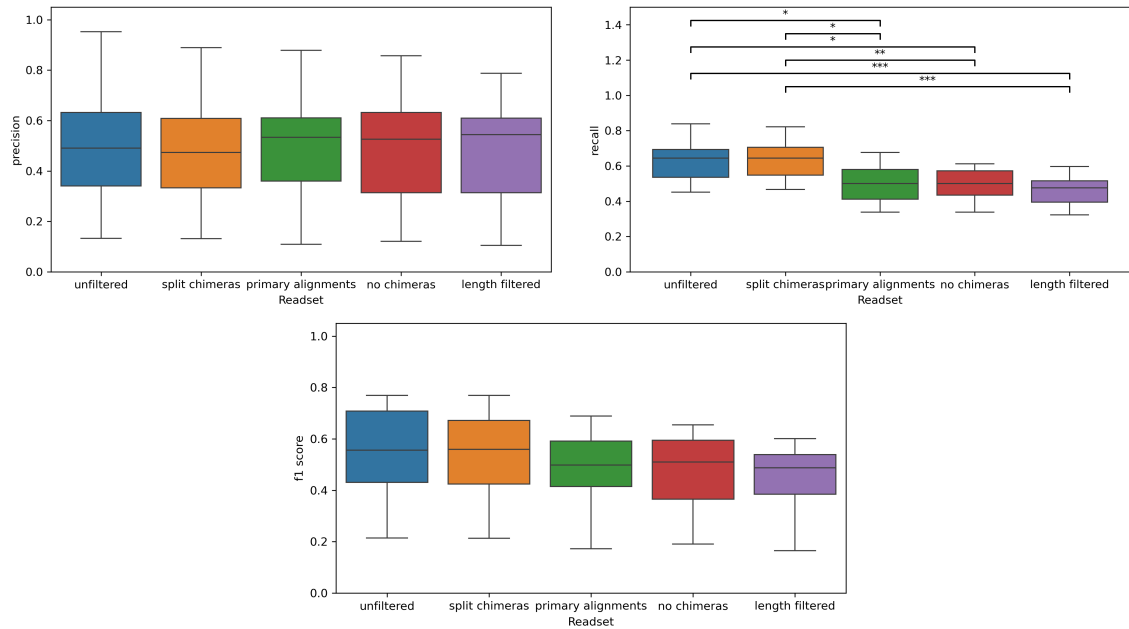 1.0
0.8
0.6
0.4
0.2
0.0
precision
unfiltered split chimeras primary alignments no chimeras length filtered
Readset
1.4
1.2
1.0
0.8
0.6
0.4
0.2
0.0
recall
*
*
*
**
***
***
unfiltered split chimeras primary alignments no chimeras length filtered
Readset
1.0
0.8
0.6
0.4
0.2
0.0
f1 score
unfiltered split chimeras primary alignments no chimeras length filtered
Readset